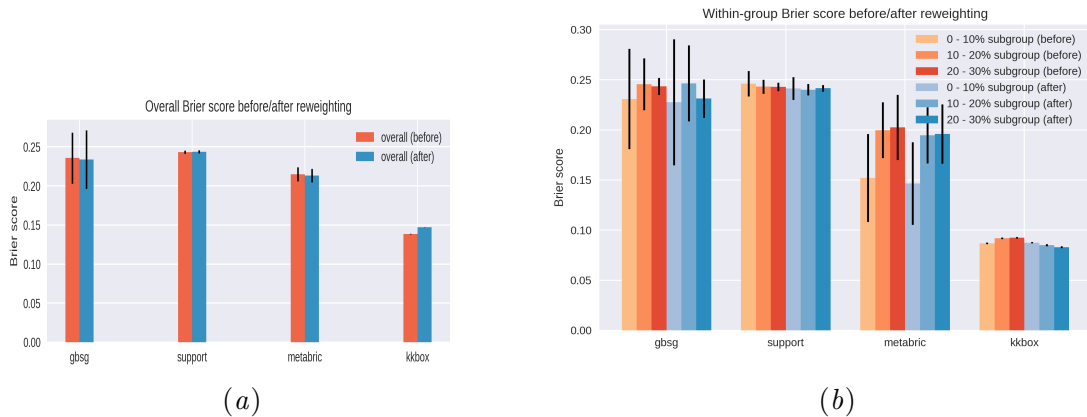 Overall Brier score before/after reweighting
overall (before)
overall (after)
Brier score
0.25
0.20
0.15
0.10
0.05
0.00
gbsg
support
metabric
kkbox
(a)
Within-group Brier score before/after reweighting
0 - 10% subgroup (before)
10 - 20% subgroup (before)
20 - 30% subgroup (before)
0 - 10% subgroup (after)
10 - 20% subgroup (after)
20 - 30% subgroup (after)
Brier score
0.30
0.25
0.20
0.15
0.10
0.05
0.00
gbsg
support
metabric
kkbox
(b)